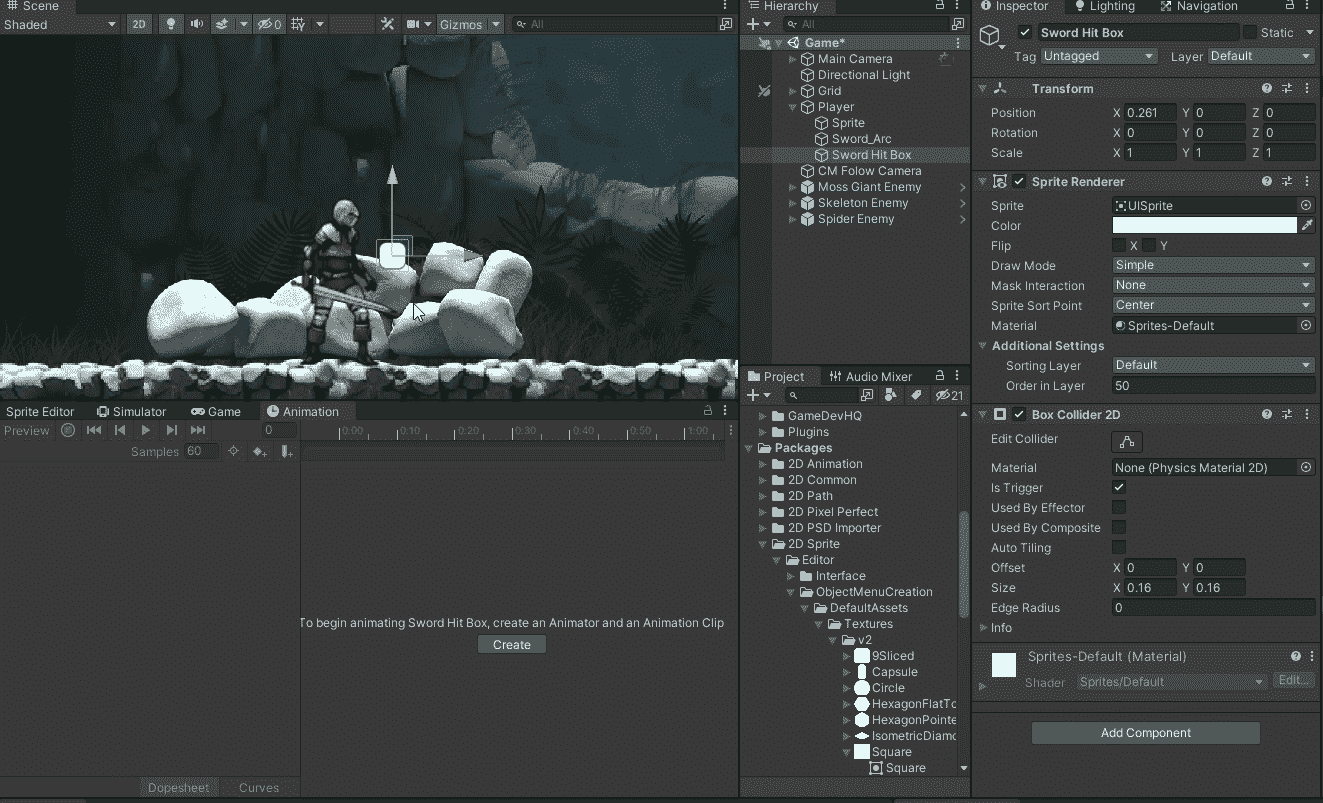 Scene
Shaded
2D
0
Gizmos
All
Sprite Editor
Simulator
Game
Animation
Preview
0
0:00
0:10
0:20
0:30
0:40
0:50
1:00
Samples
60
To begin animating Sword Hit Box, create an Animator and an Animation Clip
Create
Dopesheet
Curves
Hierarchy
All
Game*
Main Camera
Directional Light
Grid
Player
Sprite
Sword_Arc
Sword Hit Box
CM Folow Camera
Moss Giant Enemy
Skeleton Enemy
Spider Enemy
Project
Audio Mixer
21
GameDevHQ
Plugins
Packages
2D Animation
2D Common
2D Path
2D Pixel Perfect
2D PSD Importer
2D Sprite
Editor
Interface
ObjectMenuCreation
DefaultAssets
Textures
v2
9Sliced
Capsule
Circle
HexagonFlatTo
HexagonPointe
IsometricDiamo
Square
Square
Inspector
Lighting
Navigation
Sword Hit Box
Static
Tag Untagged Layer Default
Transform
Position X 0.261 Y 0 Z 0
Rotation X 0 Y 0 Z 0
Scale X 1 Y 1 Z 1
Sprite Renderer
Sprite UISprite
Color
Flip X Y
Draw Mode Simple
Mask Interaction None
Sprite Sort Point Center
Material Sprites-Default
Additional Settings
Sorting Layer Default
Order in Layer 50
Box Collider 2D
Edit Collider
Material None (Physics Material 2D)
Is Trigger
Used By Effector
Used By Composite
Auto Tiling
Offset X 0 Y 0
Size X 0.16 Y 0.16
Edge Radius 0
Info
Sprites-Default (Material)
Shader Sprites/Default Edit...
Add Component